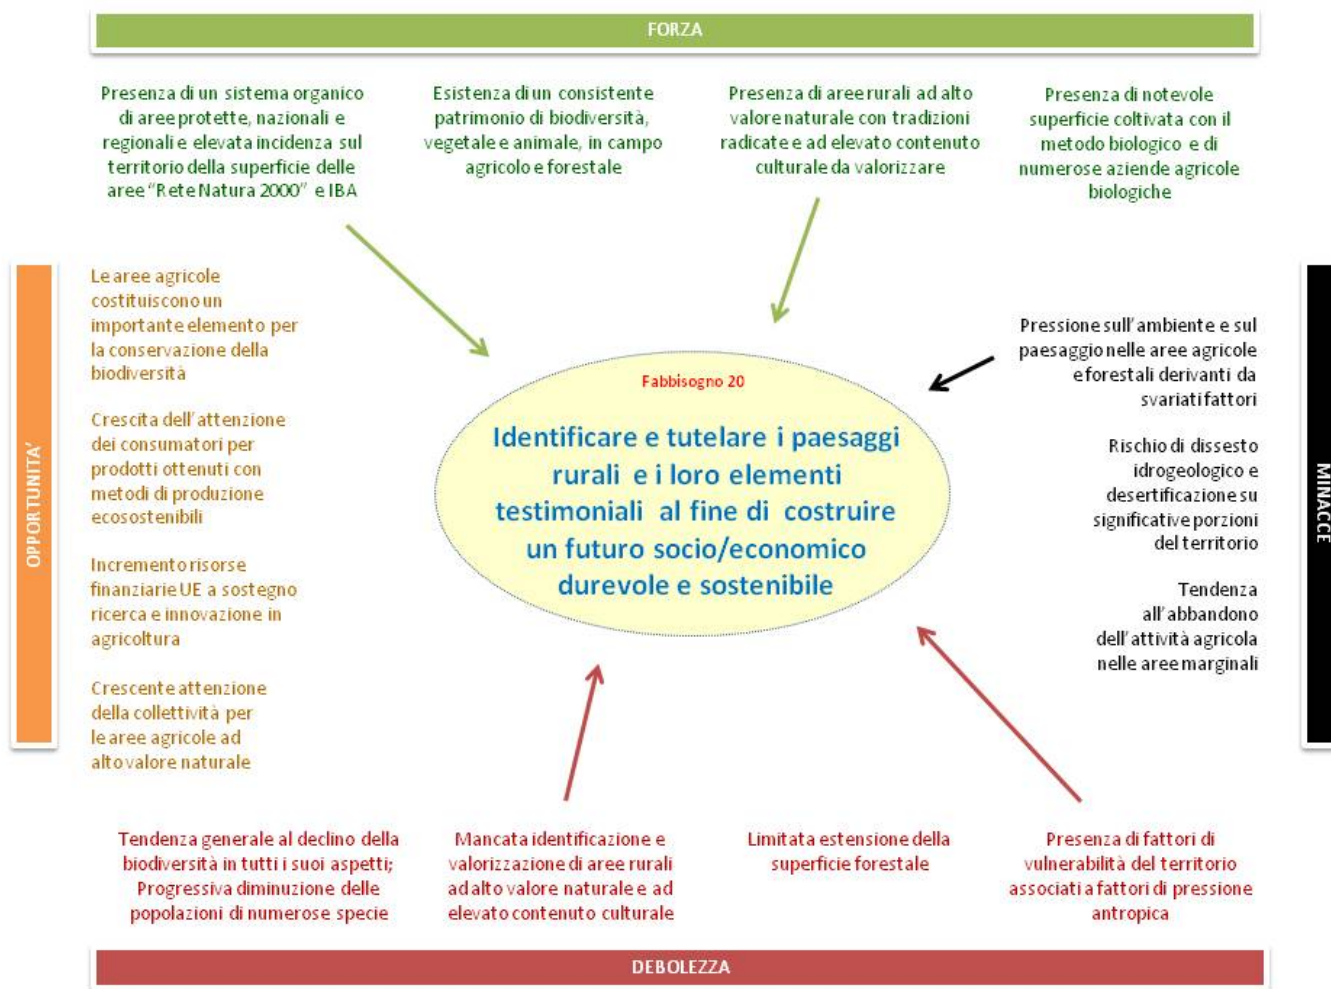 FORZA
Presenza di un sistema organico
di aree protette, nazionali e
regionali e elevata incidenza sul
territorio della superficie delle
aree “Rete Natura 2000” e IBA
Esistenza di un consistente
patrimonio di biodiversità,
vegetale e animale, in campo
agricolo e forestale
Presenza di aree rurali ad alto
valore naturale con tradizioni
radicate e ad elevato contenuto
culturale da valorizzare
Presenza di notevole
superficie coltivata con il
metodo biologico e di
numerose aziende agricole
biologiche
OPPORTUNITA’
Le aree agricole
costituiscono un
importante elemento per
la conservazione della
biodiversità
Crescita dell’attenzione
dei consumatori per
prodotti ottenuti con
metodi di produzione
ecosostenibili
Incremento risorse
finanziarie UE a sostegno
ricerca e innovazione in
agricoltura
Crescente attenzione
della collettività per
le aree agricole ad
alto valore naturale
Fabbisogno 20
Identificare e tutelare i paesaggi
rurali e i loro elementi
testimoniali al fine di costruire
un futuro socio/economico
durevole e sostenibile
Pressione sull’ambiente e sul
paesaggio nelle aree agricole
e forestali derivanti da
svariati fattori
Rischio di dissesto
idrogeologico e
desertificazione su
significative porzioni
del territorio
Tendenza
all’abbandono
dell’attività agricola
nelle aree marginali
MINACCE
Tendenza generale al declino della
biodiversità in tutti i suoi aspetti;
Progressiva diminuzione delle
popolazioni di numerose specie
Mancata identificazione e
valorizzazione di aree rurali
ad alto valore naturale e ad
elevato contenuto culturale
Limitata estensione della
superficie forestale
Presenza di fattori di
vulnerabilità del territorio
associati a fattori di pressione
antropica
DEBOLEZZA